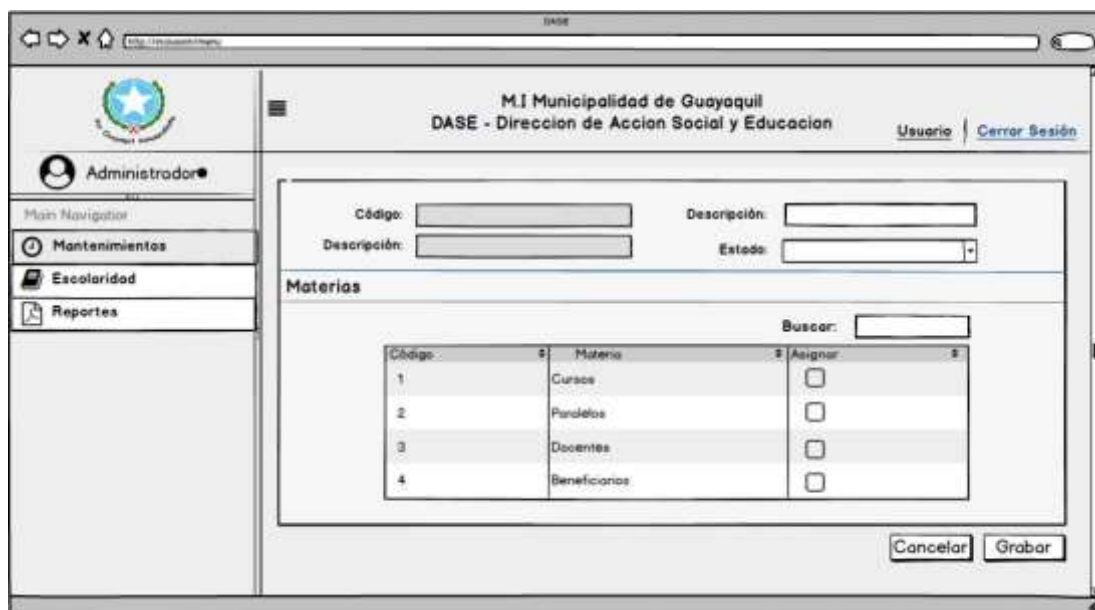 DASE
M.I Municipalidad de Guayaquil
DASE - Direccion de Accion Social y Educacion
Usuario | Cerrar Sesión
Administrador
Main Navigation
Mantenimientos
Escolaridad
Reportes
Código:
Descripción:
Descripción:
Estado:
Materias
Buscar:
Código Materia Asignar
1 Cursos
2 Paralelos
3 Docentes
4 Beneficiarios
Cancelar Grabar